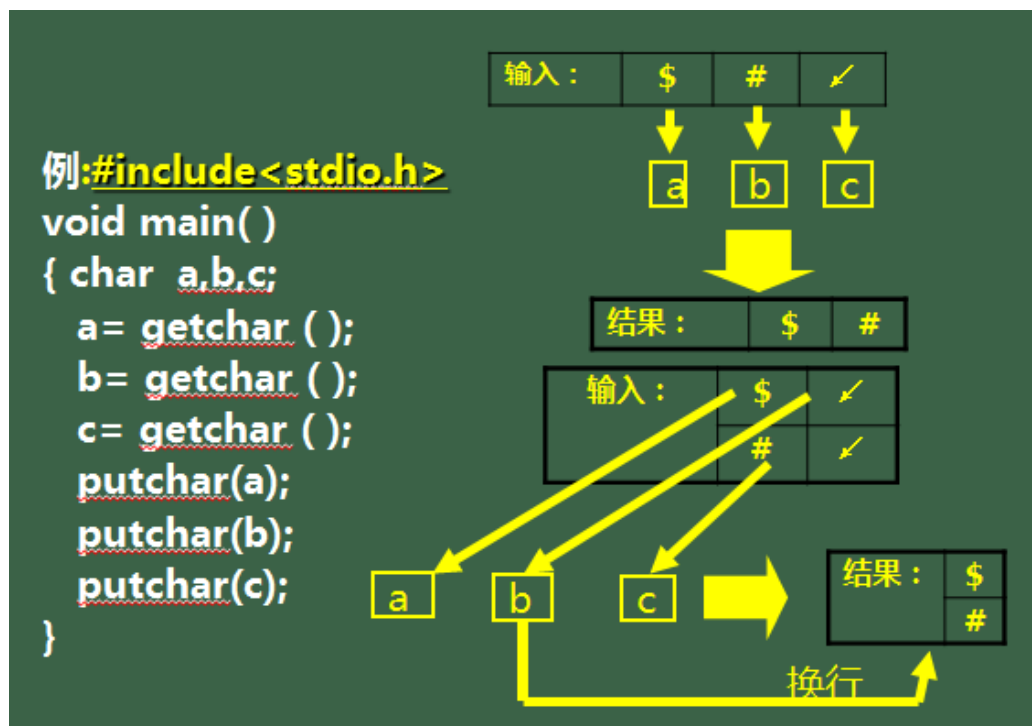 输入： $ # ↙
a b c
例:#include<stdio.h>
void main( )
{ char a,b,c;
a= getchar ( );
b= getchar ( );
c= getchar ( );
putchar(a);
putchar(b);
putchar(c);
}
结果： $ #
输入： $ ↙
# ↙
a b c
结果： $
#
换行